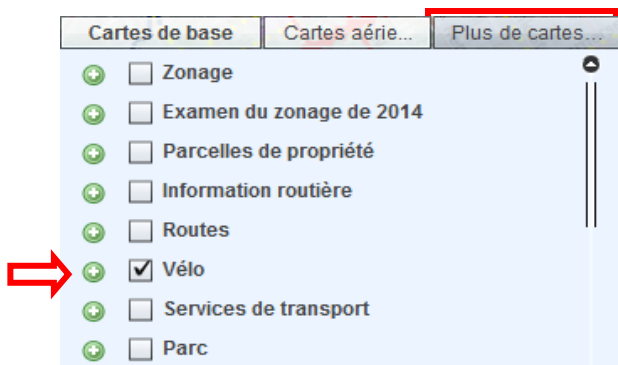 Cartes de base Cartes aérie... Plus de cartes...
Zonage
Examen du zonage de 2014
Parcelles de propriété
Information routière
Routes
Vélo
Services de transport
Parc